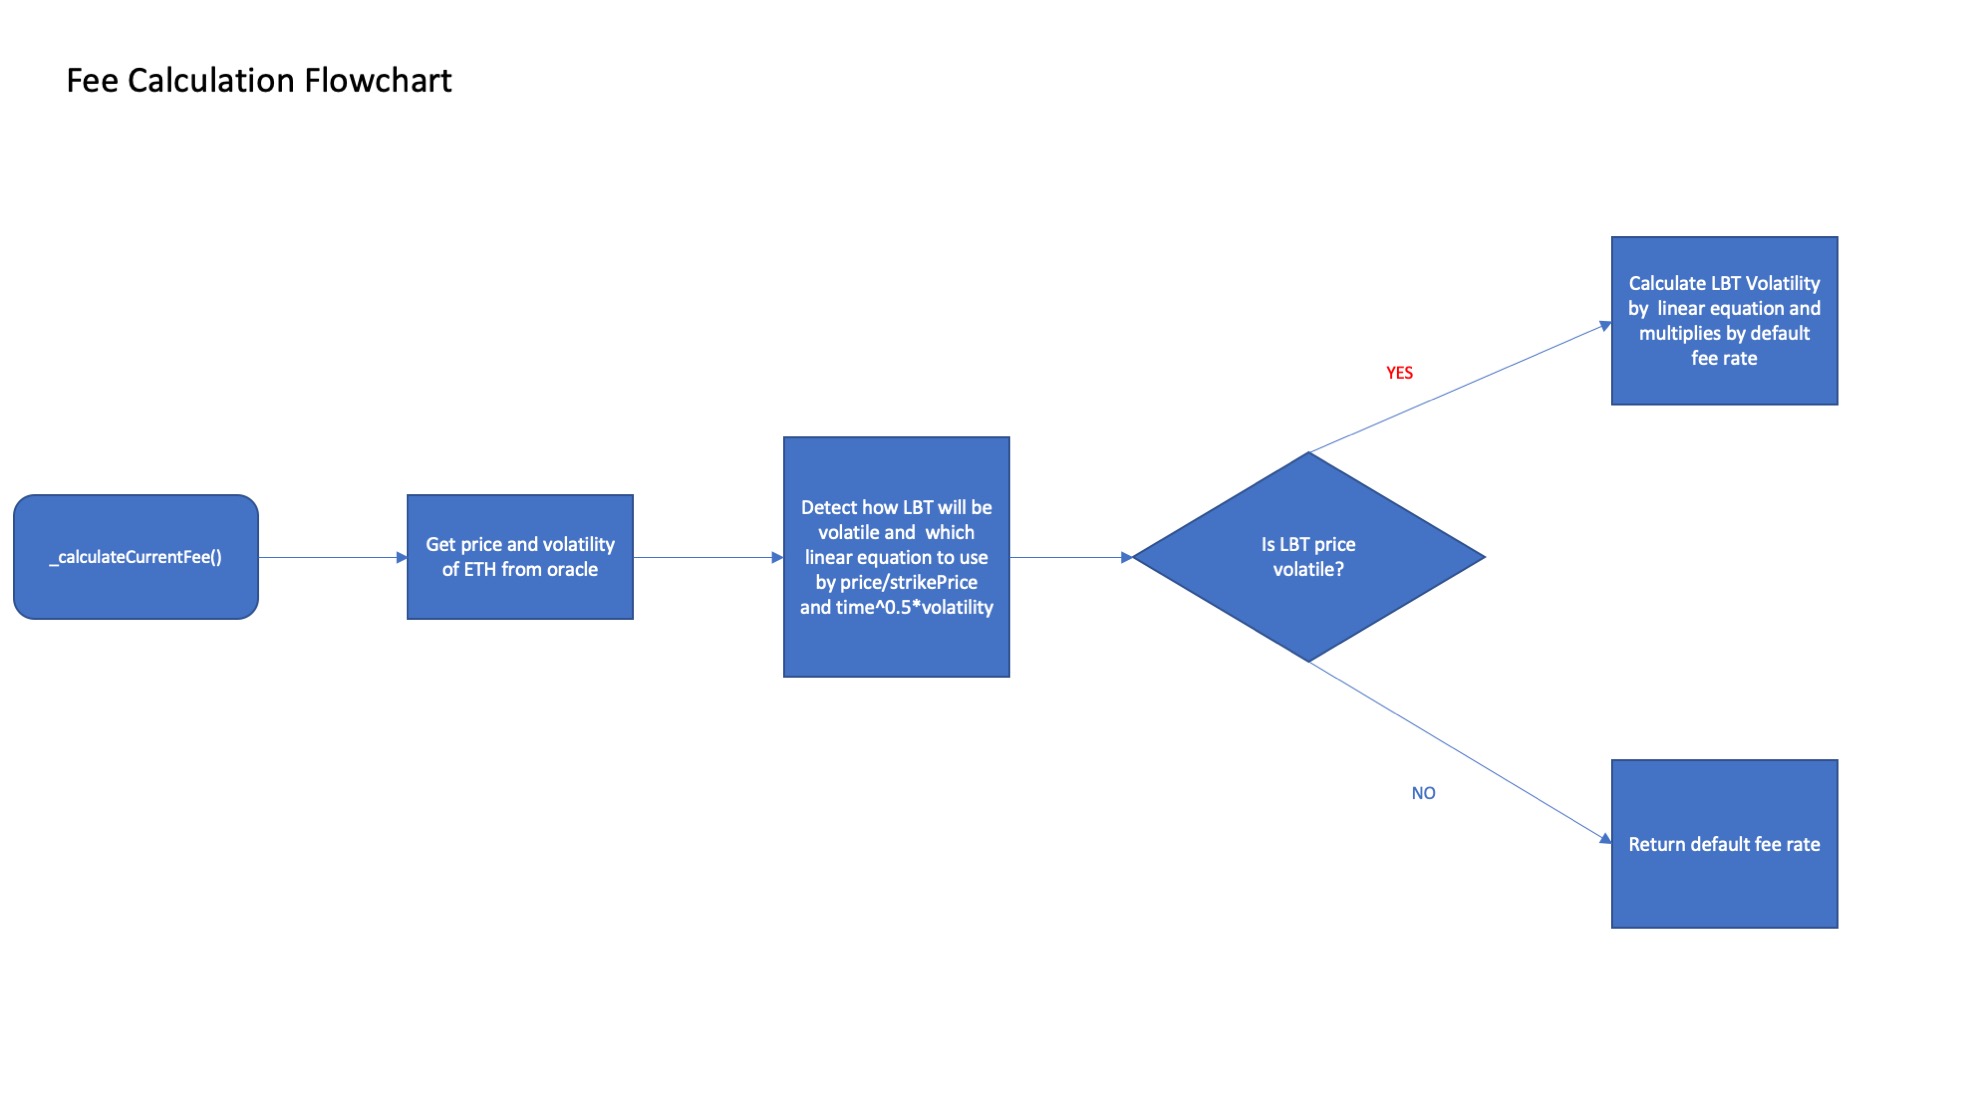 Fee Calculation Flowchart
_calculateCurrentFee()
Get price and volatility
of ETH from oracle
Detect how LBT will be
volatile and  which
linear equation to use
by price/strikePrice
and time^0.5*volatility
Is LBT price
volatile?
YES
Calculate LBT Volatility
by  linear equation and
multiplies by default
fee rate
NO
Return default fee rate